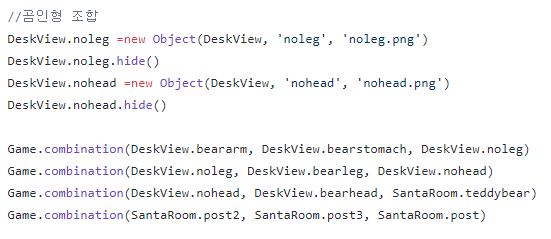 //곰인형 조합
DeskView.noleg =new Object(DeskView, 'noleg', 'noleg.png')
DeskView.noleg.hide()
DeskView.nohead =new Object(DeskView, 'nohead', 'nohead.png')
DeskView.nohead.hide()
Game.combination(DeskView.beararm, DeskView.bearstomach, DeskView.noleg)
Game.combination(DeskView.noleg, DeskView.bearleg, DeskView.nohead)
Game.combination(DeskView.nohead, DeskView.bearhead, SantaRoom.teddybear)
Game.combination(SantaRoom.post2, SantaRoom.post3, SantaRoom.post)